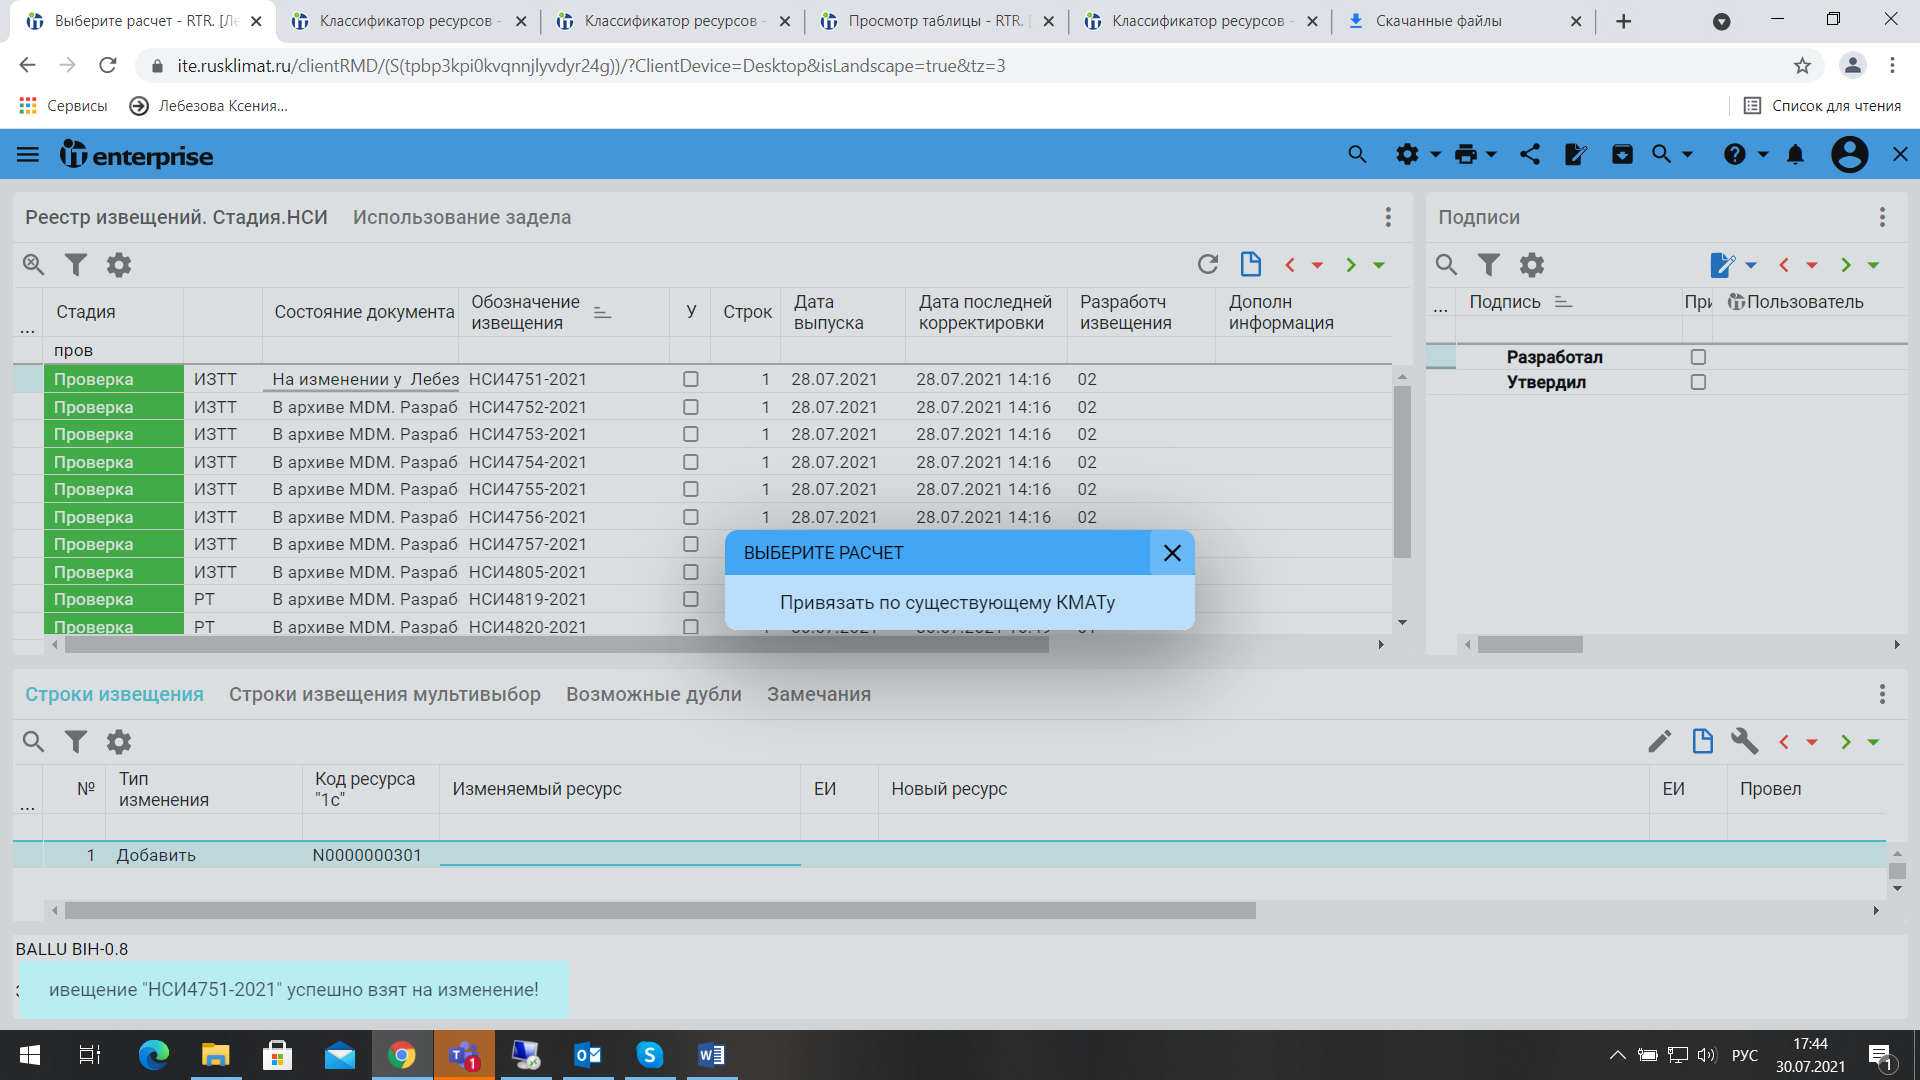 Выберите расчет - RTR. [Ле
Классификатор ресурсов -
Классификатор ресурсов -
Просмотр таблицы - RTR. [
Классификатор ресурсов -
Скачанные файлы
ite.rusklimat.ru/clientRMD/(S(tpbp3kpi0kvqnnjlyvdyr24g))/?ClientDevice=Desktop&isLandscape=true&tz=3
Сервисы
Лебезова Ксения...
Список для чтения
enterprise
Реестр извещений. Стадия.НСИ
Использование задела
... Стадия Состояние документа Обозначение извещения У Строк Дата выпуска Дата последней корректировки Разработч извещения Дополн информация
пров
Проверка ИЗТТ На изменении у Лебез НСИ4751-2021 1 28.07.2021 28.07.2021 14:16 02
Проверка ИЗТТ В архиве MDM. Разраб НСИ4752-2021 1 28.07.2021 28.07.2021 14:16 02
Проверка ИЗТТ В архиве MDM. Разраб НСИ4753-2021 1 28.07.2021 28.07.2021 14:16 02
Проверка ИЗТТ В архиве MDM. Разраб НСИ4754-2021 1 28.07.2021 28.07.2021 14:16 02
Проверка ИЗТТ В архиве MDM. Разраб НСИ4755-2021 1 28.07.2021 28.07.2021 14:16 02
Проверка ИЗТТ В архиве MDM. Разраб НСИ4756-2021 1 28.07.2021 28.07.2021 14:16 02
Проверка ИЗТТ В архиве MDM. Разраб НСИ4757-2021
Проверка ИЗТТ В архиве MDM. Разраб НСИ4805-2021
Проверка РТ В архиве MDM. Разраб НСИ4819-2021
Проверка РТ В архиве MDM. Разраб НСИ4820-2021
ВЫБЕРИТЕ РАСЧЕТ
Привязать по существующему КМАТу
Подписи
... Подпись При Пользователь
Разработал
Утвердил
Строки извещения
Строки извещения мультивыбор
Возможные дубли
Замечания
... № Тип изменения Код ресурса "1с" Изменяемый ресурс ЕИ Новый ресурс ЕИ Провел
1 Добавить N0000000301
BALLU BIH-0.8
ивещение "НСИ4751-2021" успешно взят на изменение!
1
РУС
17:44
30.07.2021
1